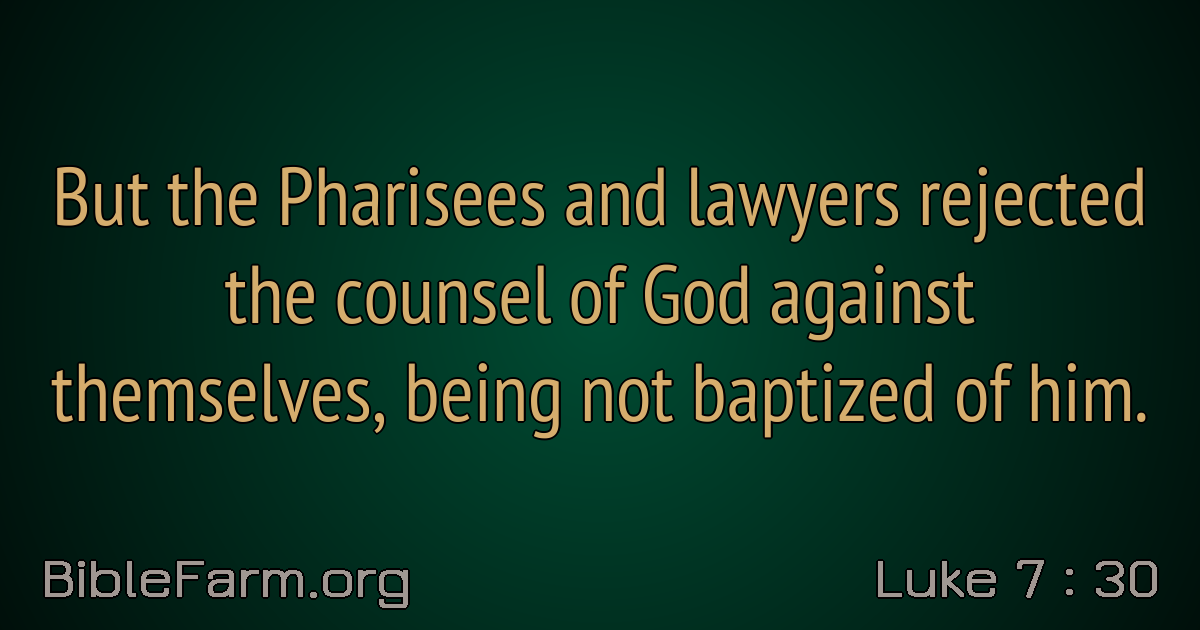 But the Pharisees and lawyers rejected
the counsel of God against
themselves, being not baptized of him.
BibleFarm.org
Luke 7 : 30